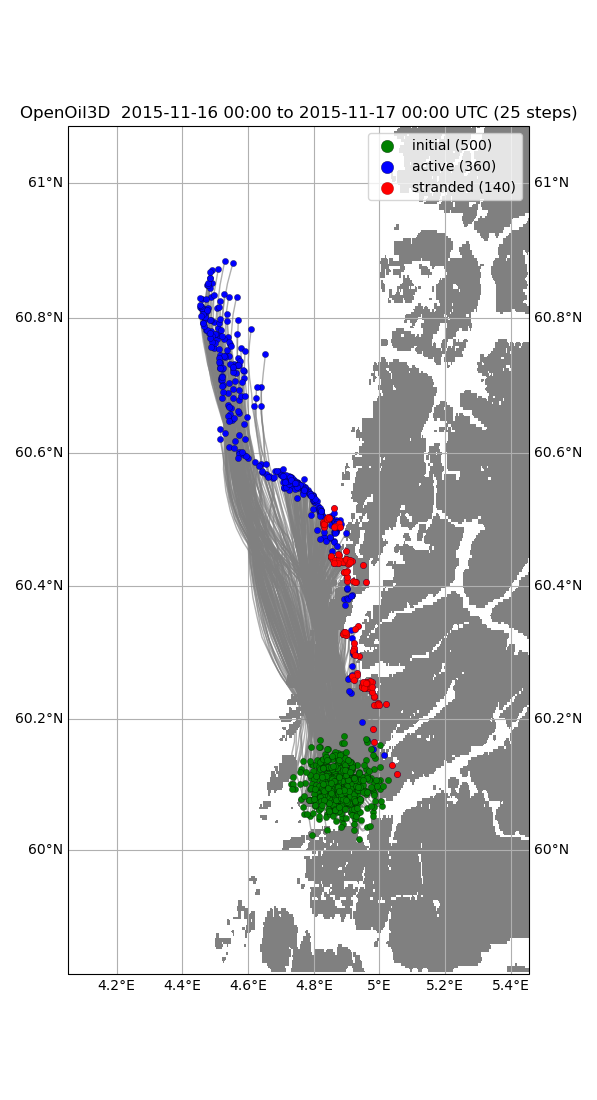 OpenOil3D  2015-11-16 00:00 to 2015-11-17 00:00 UTC (25 steps)
initial (500)
active (360)
stranded (140)
61°N 61°N
60.8°N 60.8°N
60.6°N 60.6°N
60.4°N 60.4°N
60.2°N 60.2°N
60°N 60°N
4.2°E 4.4°E 4.6°E 4.8°E 5°E 5.2°E 5.4°E